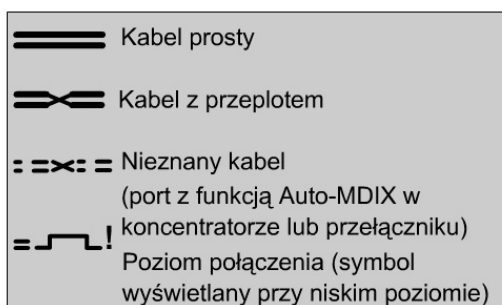 Kabel prosty
Kabel z przeplotem
Nieznany kabel
(port z funkcją Auto-MDIX w
koncentratorze lub przełączniku)
Poziom połączenia (symbol
wyświetlany przy niskim poziomie)